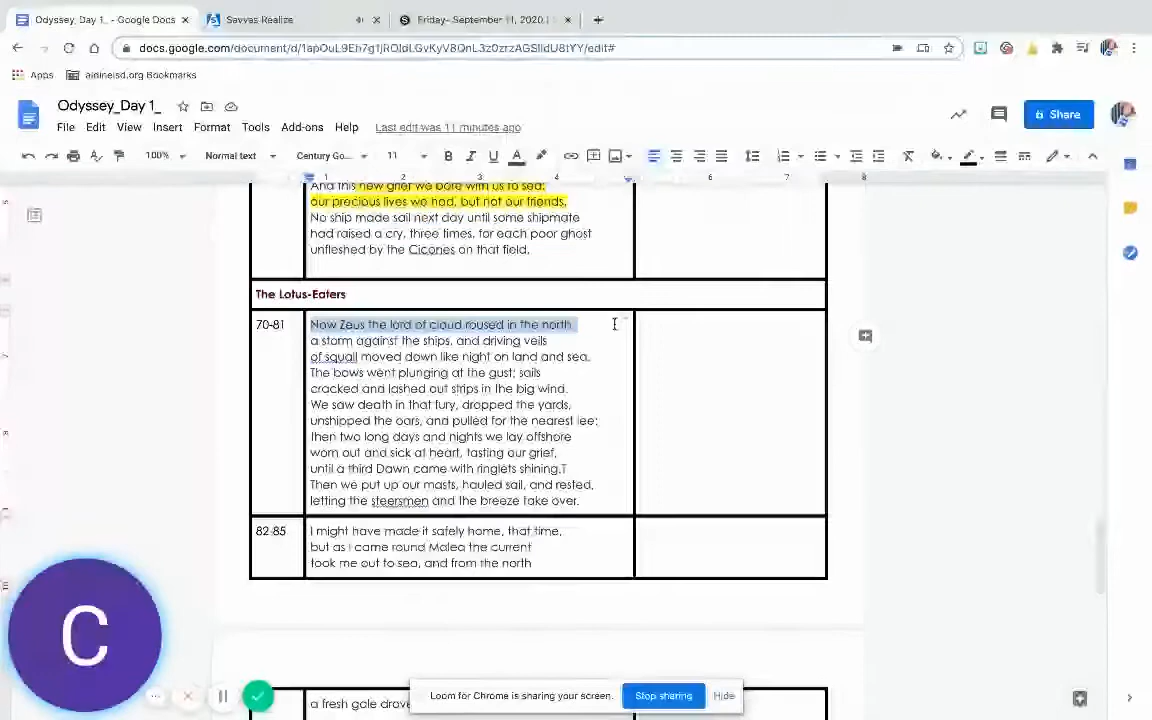 Odyssey_Day 1_ - Google Docs
Savvas Realize
Friday- September 11, 2020 |
docs.google.com/document/d/
Apps
aldineisd.org Bookmarks
Odyssey_Day 1_
File Edit View Insert Format Tools Add-ons Help Last edit was 11 minutes ago
Share
100% Normal text Century Go... 11
1 2 3 4 5 6 7 8
And this new grief we bore with us to sea:
our precious lives we had, but not our friends.
No ship made sail next day until some shipmate
had raised a cry, three times, for each poor ghost
unfleshed by the Cicones on that field.
The Lotus-Eaters
70-81
Now Zeus the lord of cloud roused in the north
a storm against the ships, and driving veils
of squall moved down like night on land and sea.
The bows went plunging at the gust; sails
cracked and lashed out strips in the big wind.
We saw death in that fury, dropped the yards,
unshipped the oars, and pulled for the nearest lee:
Then two long days and nights we lay offshore
worn out and sick at heart, tasting our grief,
until a third Dawn came with ringlets shining.T
Then we put up our masts, hauled sail, and rested,
letting the steersmen and the breeze take over.
82-85
I might have made it safely home, that time,
but as I came round Malea the current
took me out to sea, and from the north
a fresh gale drove
C
Loom for Chrome is sharing your screen.
Stop sharing
Hide